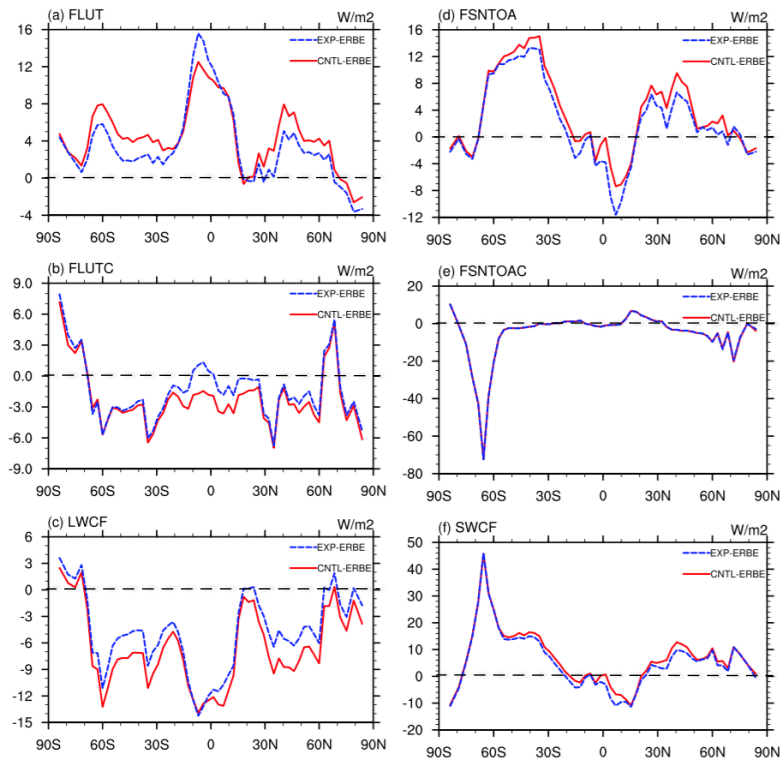 (a) FLUT W/m2
EXP-ERBE
CNTL-ERBE
16
12
8
4
0
-4
90S 60S 30S 0 30N 60N 90N
(d) FSNTOA W/m2
EXP-ERBE
CNTL-ERBE
16
12
8
4
0
-4
-8
-12
90S 60S 30S 0 30N 60N 90N
(b) FLUTC W/m2
EXP-ERBE
CNTL-ERBE
9.0
6.0
3.0
0.0
-3.0
-6.0
-9.0
90S 60S 30S 0 30N 60N 90N
(e) FSNTOAC W/m2
EXP-ERBE
CNTL-ERBE
20
0
-20
-40
-60
-80
90S 60S 30S 0 30N 60N 90N
(c) LWCF W/m2
EXP-ERBE
CNTL-ERBE
6
3
0
-3
-6
-9
-12
-15
90S 60S 30S 0 30N 60N 90N
(f) SWCF W/m2
EXP-ERBE
CNTL-ERBE
50
40
30
20
10
0
-10
-20
90S 60S 30S 0 30N 60N 90N